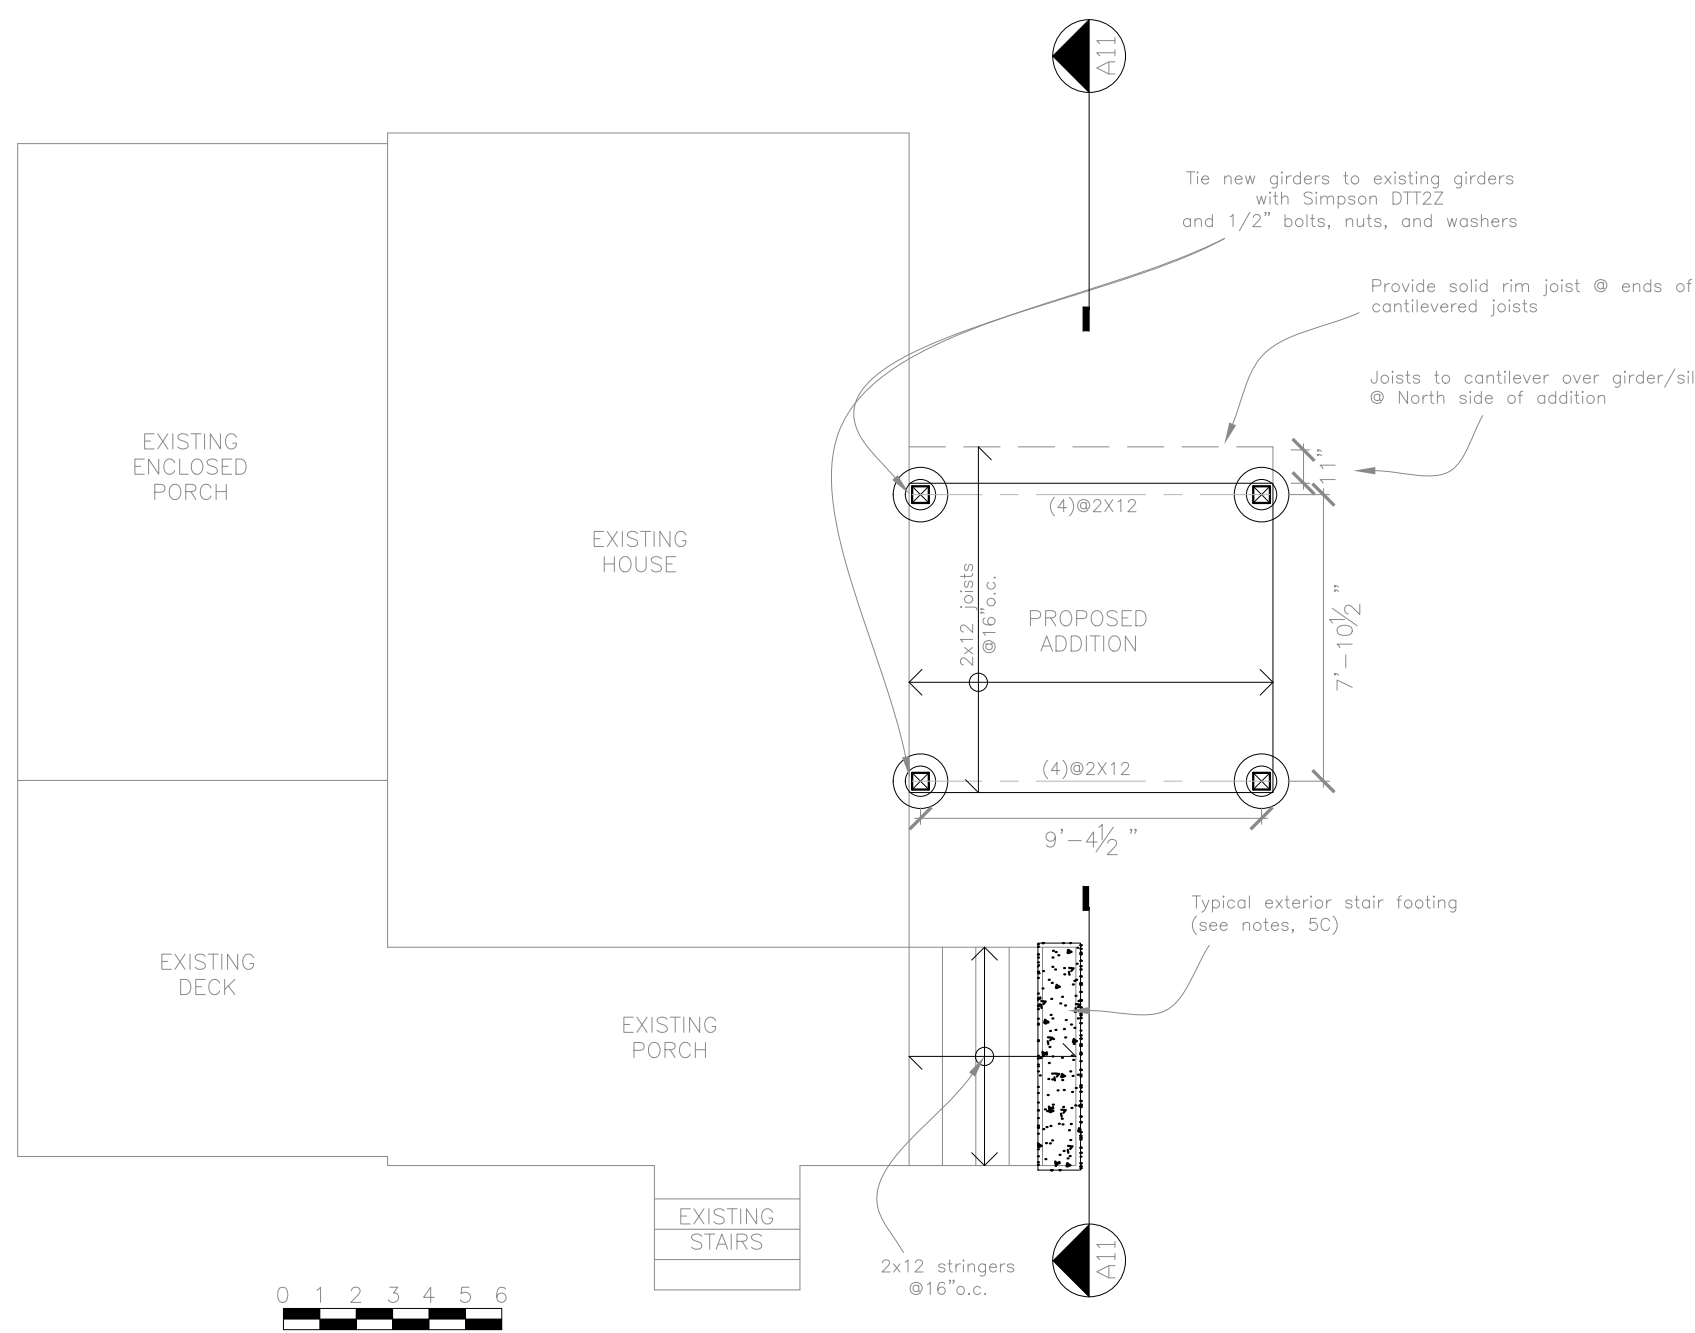 A11
Tie new girders to existing girders
with Simpson DTT2Z
and 1/2" bolts, nuts, and washers
Provide solid rim joist @ ends of
cantilevered joists
Joists to cantilever over girder/sil
@ North side of addition
EXISTING
ENCLOSED
PORCH
EXISTING
HOUSE
11"
(4)@2X12
2x12 joists
@16"o.c.
PROPOSED
ADDITION
7'-10½"
(4)@2X12
9'-4½"
Typical exterior stair footing
(see notes, 5C)
EXISTING
DECK
EXISTING
PORCH
EXISTING
STAIRS
2x12 stringers
@16"o.c.
A11
0 1 2 3 4 5 6